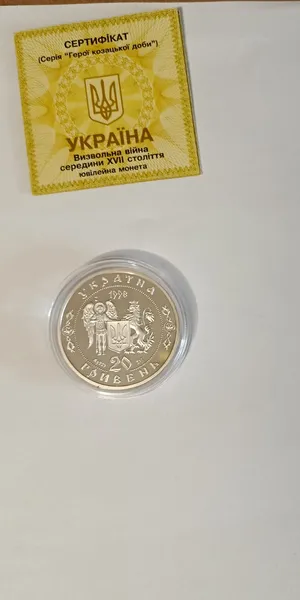 СЕРТИФІКАТ
(Серія "Герої козацької доби")
УКРАЇНА
Визвольна війна
середини XVII століття
ювілейна монета
УКРАЇНА
1998
20
ГРИВЕНЬ